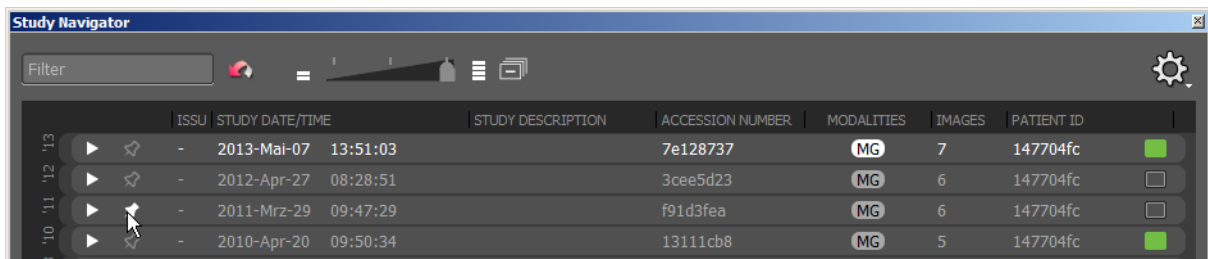 Study Navigator
Filter
ISSU STUDY DATE/TIME STUDY DESCRIPTION ACCESSION NUMBER MODALITIES IMAGES PATIENT ID
'13 - 2013-Mai-07 13:51:03 7e128737 MG 7 147704fc
'12 - 2012-Apr-27 08:28:51 3cee5d23 MG 6 147704fc
'11 - 2011-Mrz-29 09:47:29 f91d3fea MG 6 147704fc
'10 - 2010-Apr-20 09:50:34 13111cb8 MG 5 147704fc